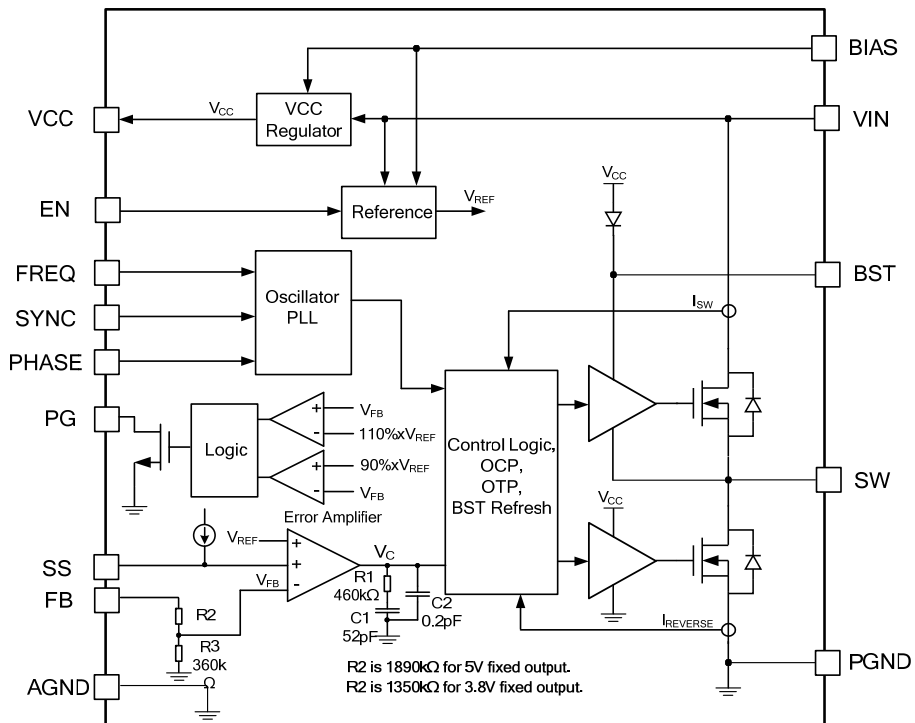 BIAS
VCC
VCC
VCC
Regulator
VIN
VCC
EN
Reference
VREF
FREQ
Oscillator
PLL
BST
SYNC
ISW
PHASE
PG
Logic
+
-
VFB
110%xVREF
+
-
90%xVREF
VFB
Control Logic,
OCP,
OTP,
BST Refresh
SW
Error Amplifier
VCC
VREF
+
+
-
VC
SS
VFB
R1
460kΩ
FB
R2
C1
52pF
C2
0.2pF
IREVERSE
R3
360k
Ω
R2 is 1890kΩ for 5V fixed output.
R2 is 1350kΩ for 3.8V fixed output.
PGND
AGND